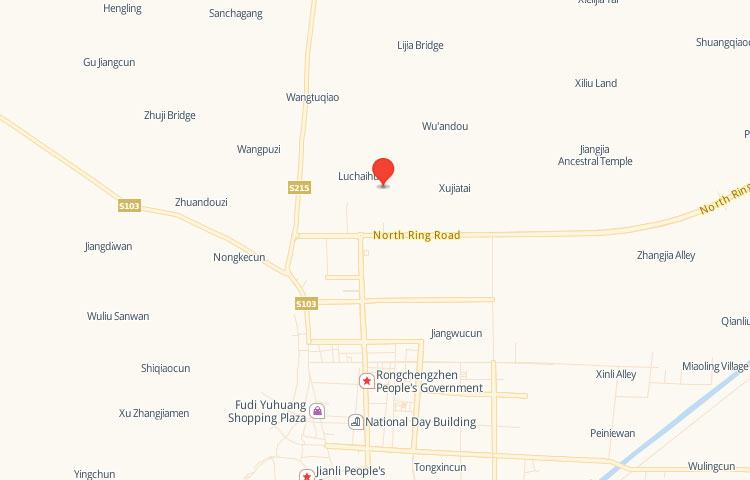 Hengling
Sanchagang
Lijia Bridge
Gu Jiangcun
Xiliu Land
Wangtuqiao
Zhuji Bridge
Wu'andou
Wangpuzi
Jiangjia
Ancestral Temple
S215
Xujiatai
Zhuandouzi
S103
North Ring Road
North Ring
Jiangdiwan
Nongkecun
Zhangjia Alley
S103
Wuliu Sanwan
Jiangwucun
Shiqiaocun
Rongchengzhen
People's Government
Xinli Alley
Miaoling Village
Fudi Yuhuang
Shopping Plaza
Xu Zhangjiamen
National Day Building
Peiniewan
Yingchun
Jianli People's
Tongxincun
Wulingcun